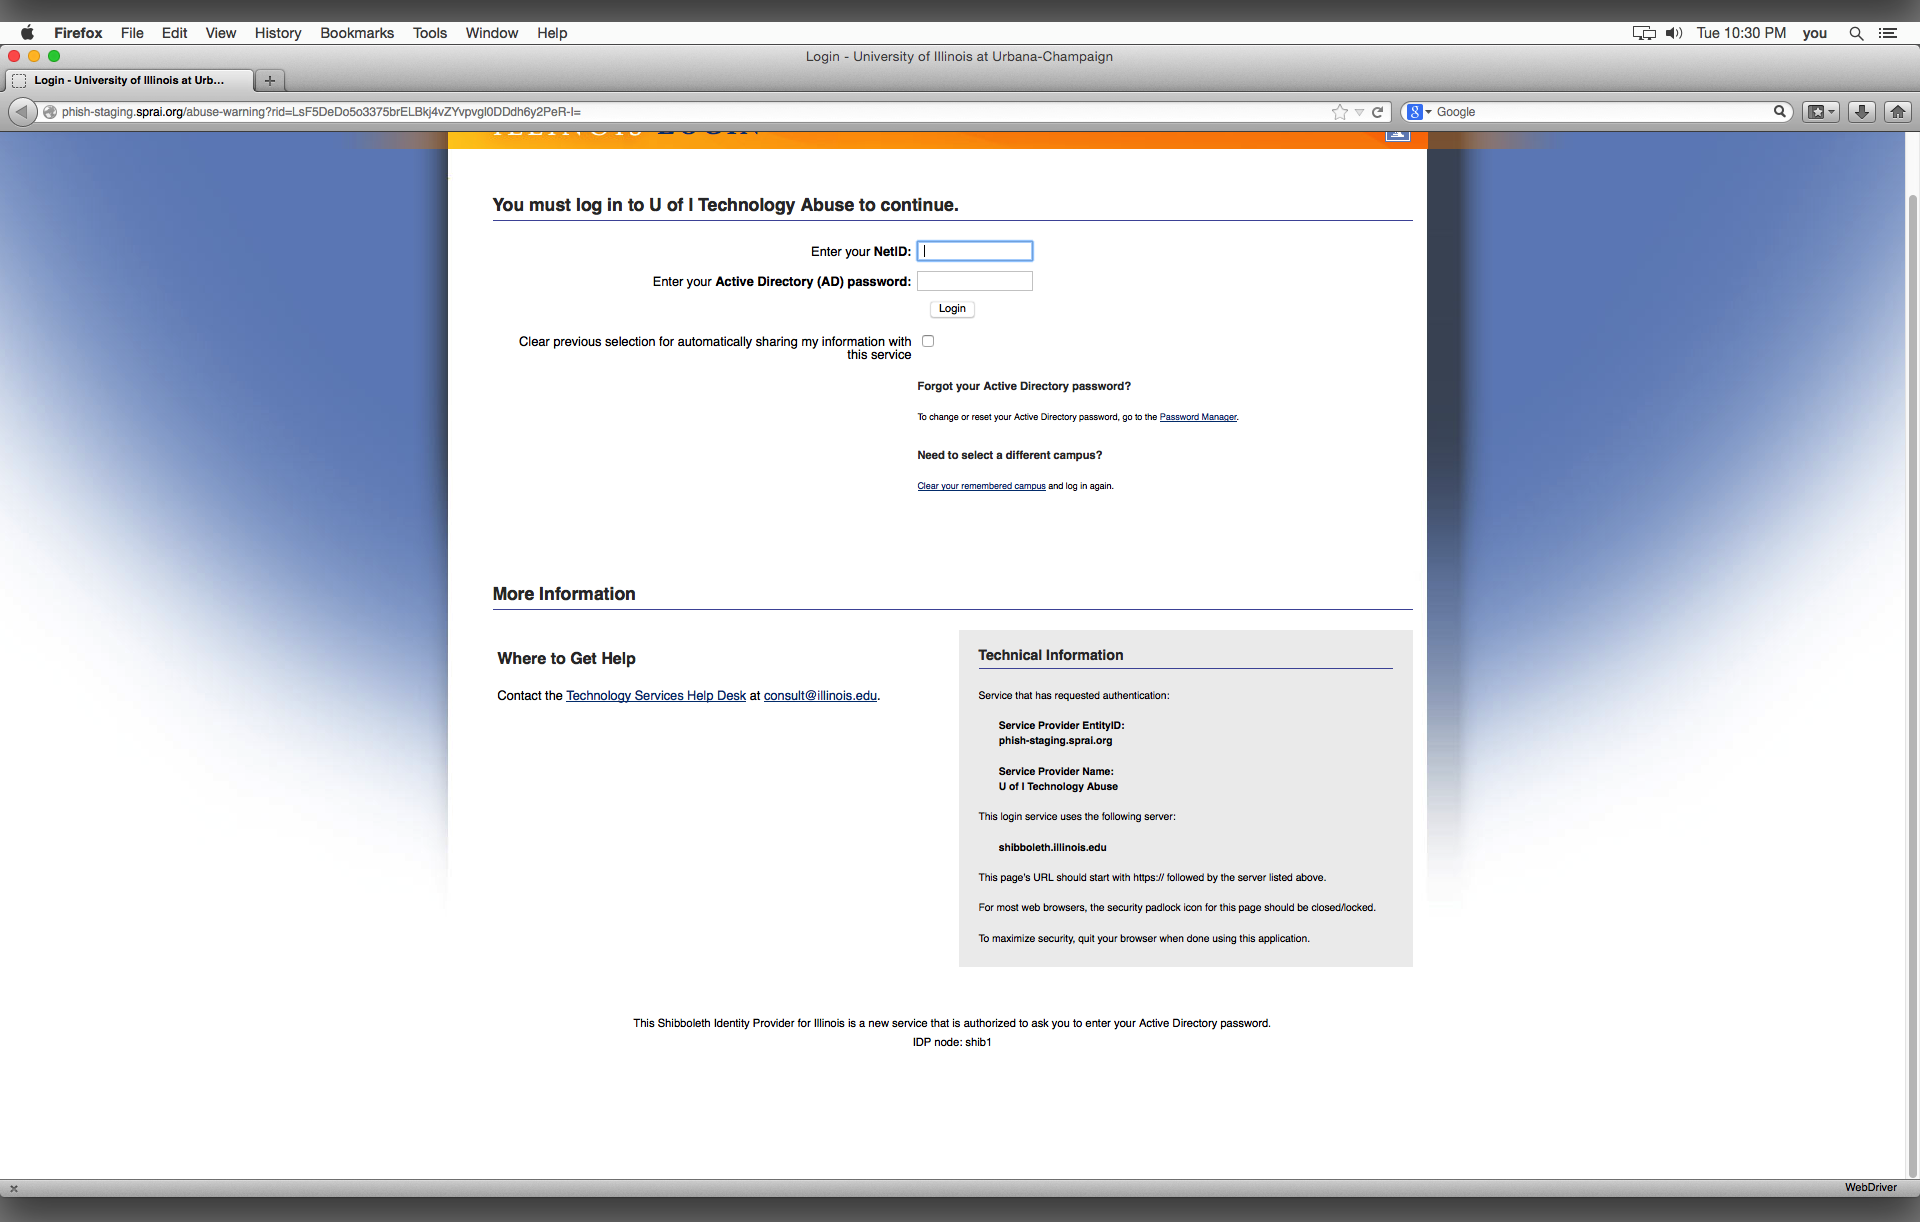 Firefox File Edit View History Bookmarks Tools Window Help Tue 10:30 PM you
Login - University of Illinois at Urbana-Champaign
Login - University of Illinois at Urb...
phish-staging.sprai.org/abuse-warning?rid=LsF5DeDo5o3375brELBkj4vZYvpvgl0DDdh6y2PeR-I=
Google
You must log in to U of I Technology Abuse to continue.
Enter your NetID:
Enter your Active Directory (AD) password:
Login
Clear previous selection for automatically sharing my information with
this service
Forgot your Active Directory password?
To change or reset your Active Directory password, go to the Password Manager.
Need to select a different campus?
Clear your remembered campus and log in again.
More Information
Where to Get Help
Contact the Technology Services Help Desk at consult@illinois.edu.
Technical Information
Service that has requested authentication:
Service Provider EntityID:
phish-staging.sprai.org
Service Provider Name:
U of I Technology Abuse
This login service uses the following server:
shibboleth.illinois.edu
This page's URL should start with https:// followed by the server listed above.
For most web browsers, the security padlock icon for this page should be closed/locked.
To maximize security, quit your browser when done using this application.
This Shibboleth Identity Provider for Illinois is a new service that is authorized to ask you to enter your Active Directory password.
IDP node: shib1
WebDriver